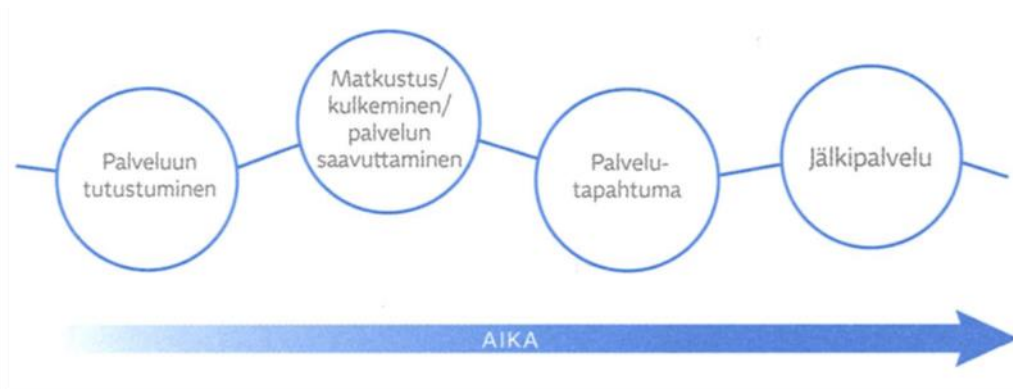 Palveluun
tutustuminen
Matkustus/
kulkeminen/
palvelun
saavuttaminen
Palvelu-
tapahtuma
Jälkipalvelu
AIKA